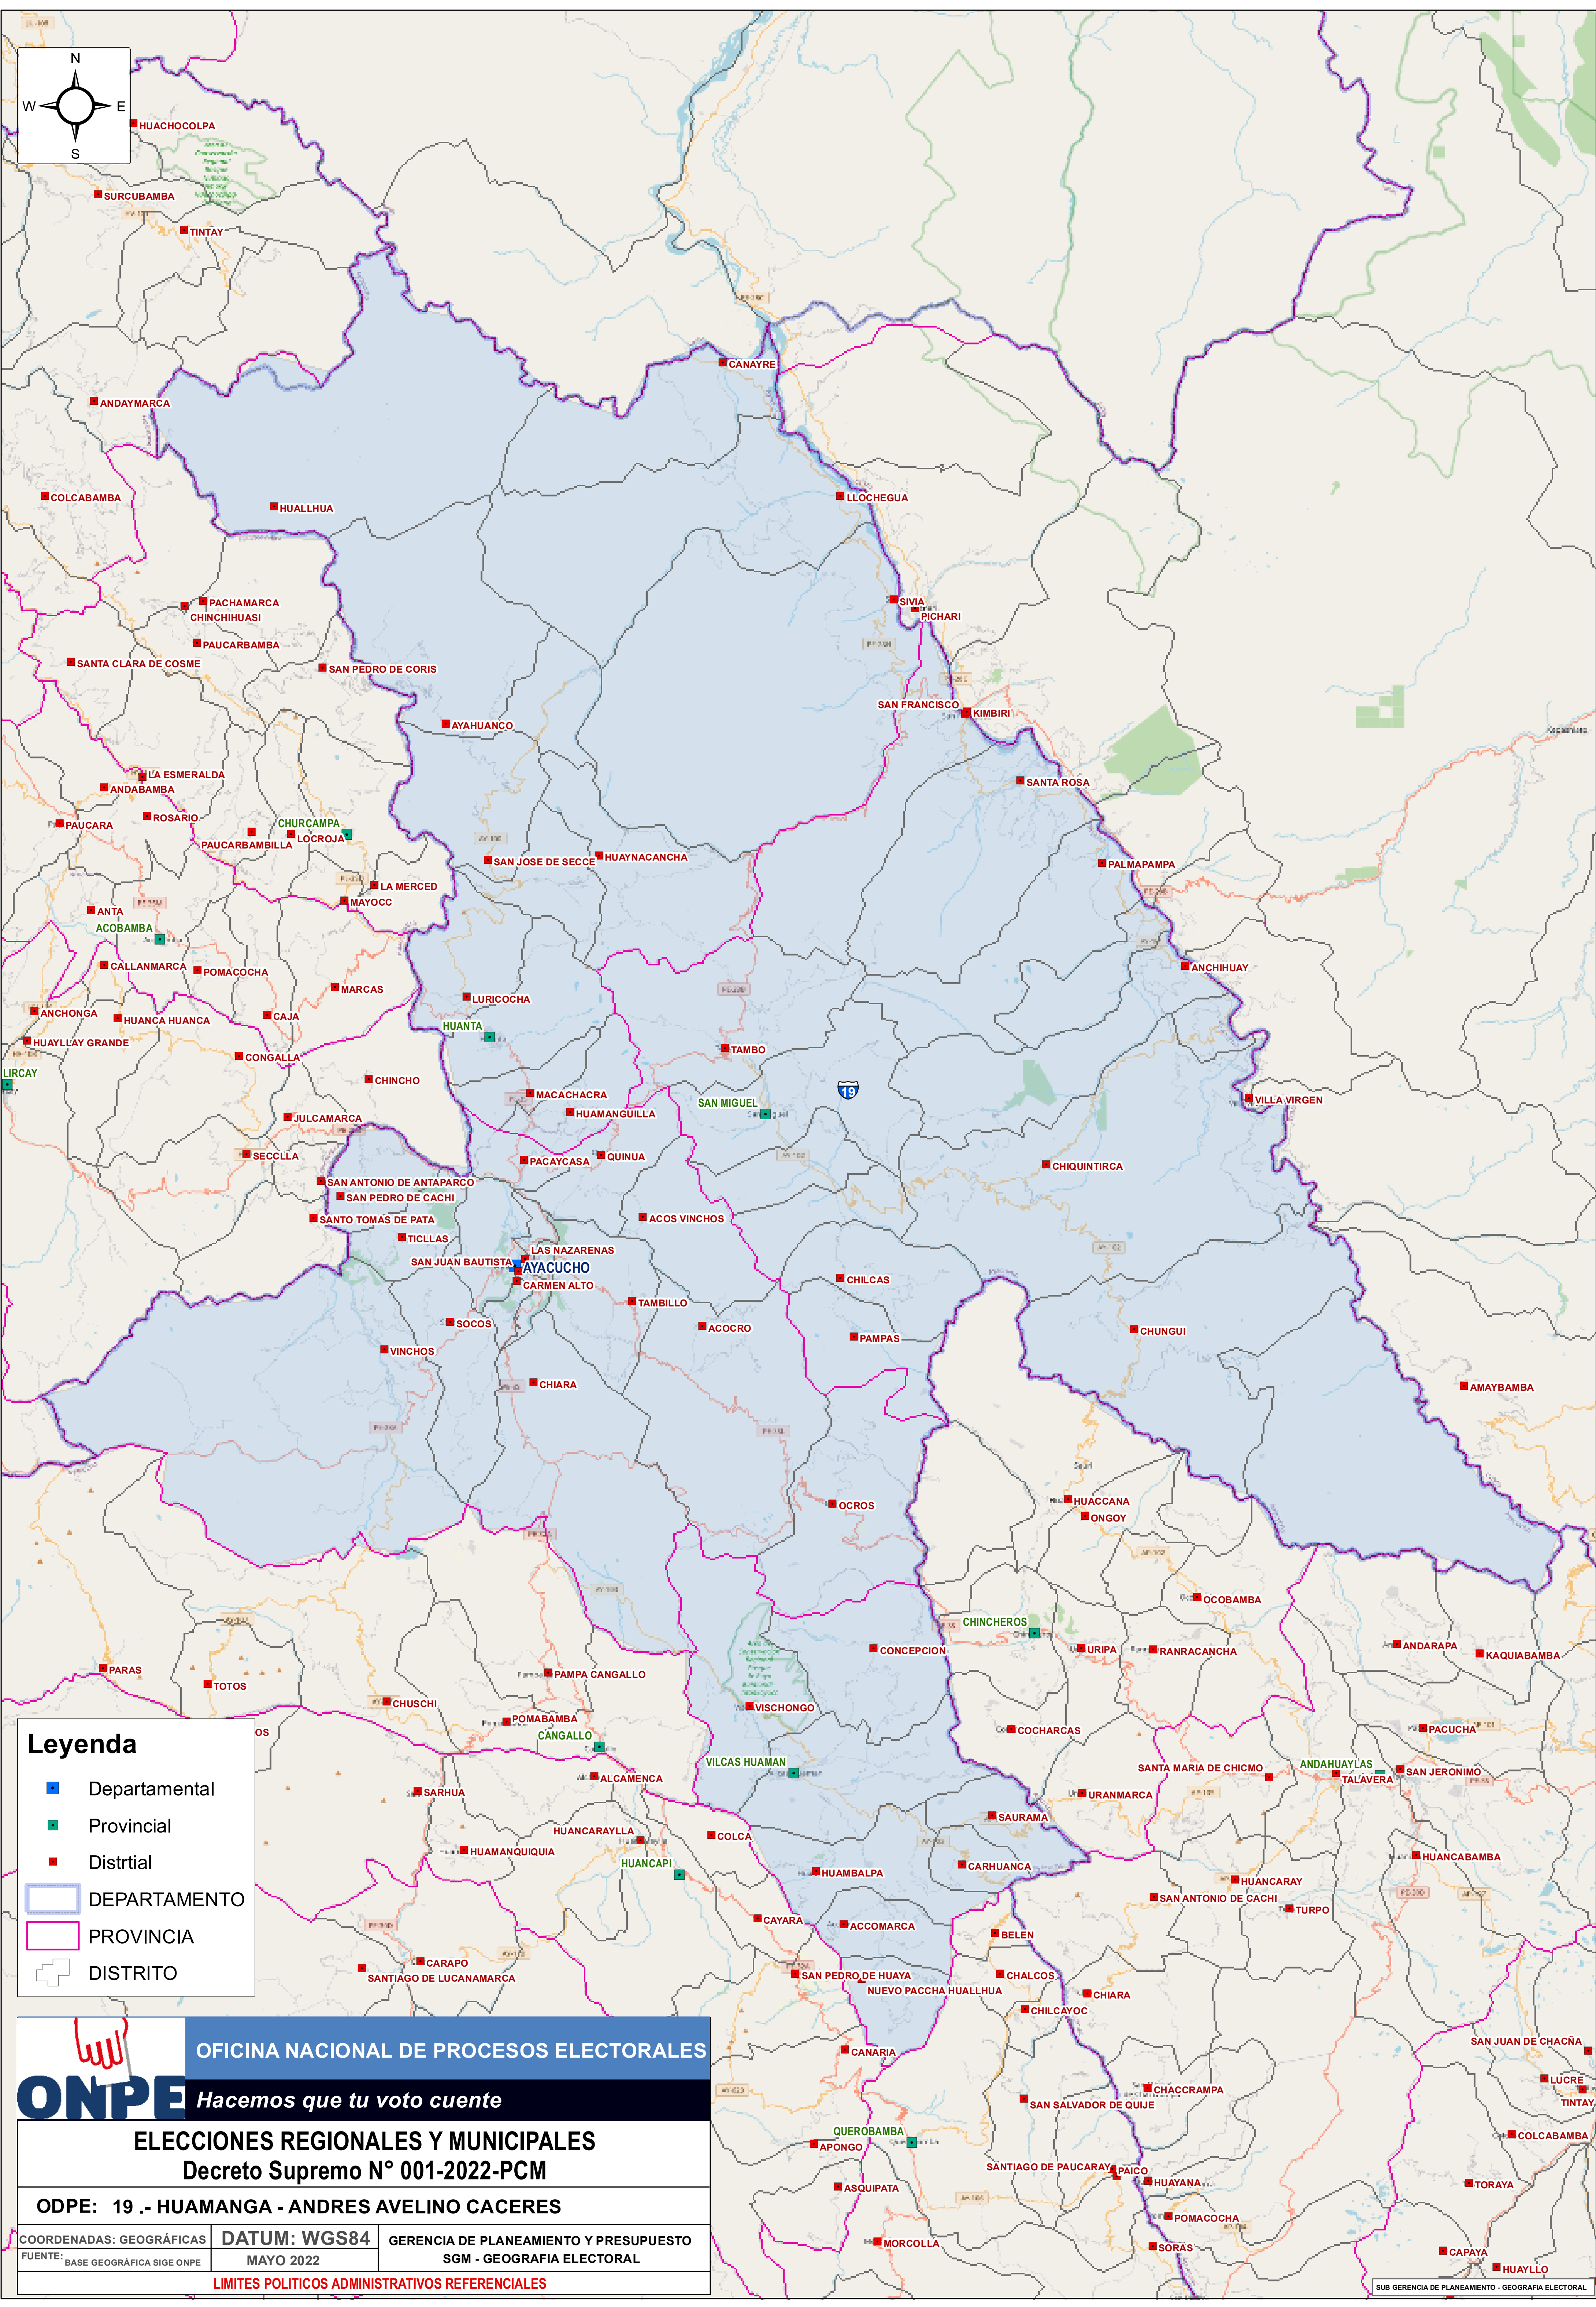 N
W
E
S
HUACHOCOLPA
SURCUBAMBA
TINTAY
CANAYRE
ANDAYMARCA
COLCABAMBA
LLOCHEGUA
HUALLHUA
PACHAMARCA
SIVIA
CHINCHIHUASI
PICHARI
PAUCARBAMBA
SANTA CLARA DE COSME
SAN PEDRO DE CORIS
SAN FRANCISCO
KIMBIRI
AYAHUANCO
LA ESMERALDA
SANTA ROSA
ANDABAMBA
ROSARIO
PAUCARA
CHURCAMPA
LOCROJA
PAUCARBAMBILLA
SAN JOSE DE SECCE
HUAYNACANCHA
PALMAPAMPA
LA MERCED
MAYOCC
ANTA
ACOBAMBA
CALLANMARCA
POMACOCHA
ANCHIHUAY
MARCAS
LURICOCHA
ANCHONGA
HUANCA HUANCA
CAJA
HUANTA
HUAYLLAY GRANDE
TAMBO
CONGALLA
LIRCAY
CHINCHO
MACACHACRA
19
SAN MIGUEL
VILLA VIRGEN
HUAMANGUILLA
JULCAMARCA
SECCLLA
QUINUA
PACAYCASA
CHIQUINTIRCA
SAN ANTONIO DE ANTAPARCO
SAN PEDRO DE CACHI
SANTO TOMAS DE PATA
ACOS VINCHOS
TICLLAS
LAS NAZARENAS
SAN JUAN BAUTISTA
AYACUCHO
CARMEN ALTO
CHILCAS
TAMBILLO
SOCOS
ACOCRO
CHUNGUI
PAMPAS
VINCHOS
CHIARA
AMAYBAMBA
HUACCANA
OCROS
ONGOY
OCOBAMBA
CHINCHEROS
CONCEPCION
URIPA
RANRACANCHA
ANDARAPA
KAQUIABAMBA
PARAS
PAMPA CANGALLO
TOTOS
CHUSCHI
VISCHONGO
POMABAMBA
COCHARCAS
PACUCHA
OS
CANGALLO
VILCAS HUAMAN
ANDAHUAYLAS
SANTA MARIA DE CHICMO
SAN JERONIMO
TALAVERA
ALCAMENCA
SARHUA
URANMARCA
SAURAMA
HUANCARAYLLA
COLCA
HUAMANQUIQUIA
HUANCABAMBA
HUANCAPI
CARHUANCA
HUAMBALPA
HUANCARAY
SAN ANTONIO DE CACHI
TURPO
CAYARA
ACCOMARCA
BELEN
CARAPO
SANTIAGO DE LUCANAMARCA
SAN PEDRO DE HUAYA
CHALCOS
NUEVO PACCHA HUALLHUA
CHIARA
CHILCAYOC
CANARIA
SAN JUAN DE CHACÑA
LUCRE
CHACCRAMPA
TINTAY
SAN SALVADOR DE QUIJE
QUEROBAMBA
COLCABAMBA
APONGO
SANTIAGO DE PAUCARAY
PAICO
HUAYANA
TORAYA
ASQUIPATA
POMACOCHA
MORCOLLA
SORAS
CAPAYA
HUAYLLO
Leyenda
Departamental
Provincial
Distrtial
DEPARTAMENTO
PROVINCIA
DISTRITO
ONPE
OFICINA NACIONAL DE PROCESOS ELECTORALES
Hacemos que tu voto cuente
ELECCIONES REGIONALES Y MUNICIPALES
Decreto Supremo N° 001-2022-PCM
ODPE: 19 .- HUAMANGA - ANDRES AVELINO CACERES
COORDENADAS: GEOGRÁFICAS
DATUM: WGS84
GERENCIA DE PLANEAMIENTO Y PRESUPUESTO
FUENTE: BASE GEOGRÁFICA SIGE ONPE
MAYO 2022
SGM - GEOGRAFIA ELECTORAL
LIMITES POLITICOS ADMINISTRATIVOS REFERENCIALES
SUB GERENCIA DE PLANEAMIENTO - GEOGRAFIA ELECTORAL